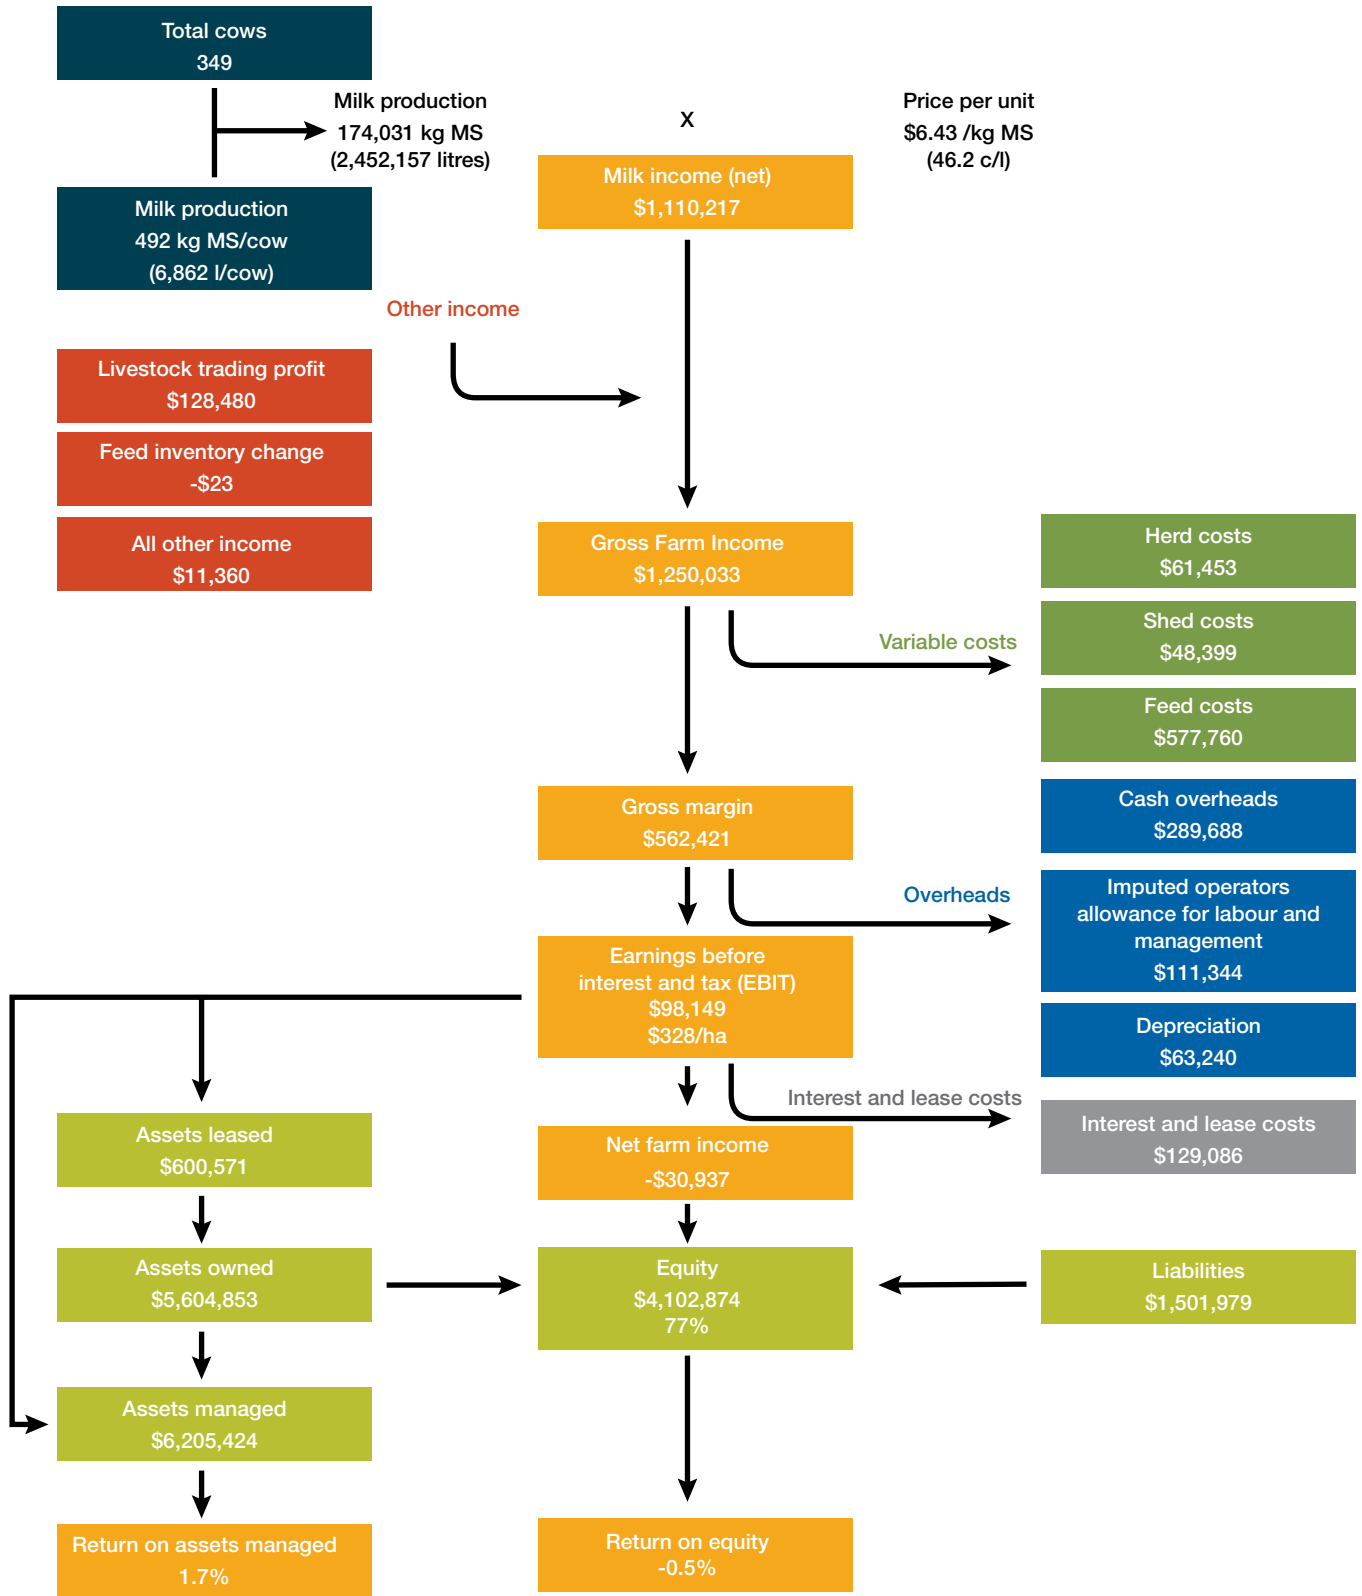 Total cows
349
Milk production
174,031 kg MS
(2,452,157 litres)
X
Price per unit
$6.43 /kg MS
(46.2 c/l)
Milk income (net)
$1,110,217
Milk production
492 kg MS/cow
(6,862 l/cow)
Other income
Livestock trading profit
$128,480
Feed inventory change
-$23
All other income
$11,360
Gross Farm Income
$1,250,033
Herd costs
$61,453
Variable costs
Shed costs
$48,399
Feed costs
$577,760
Gross margin
$562,421
Cash overheads
$289,688
Overheads
Imputed operators
allowance for labour and
management
$111,344
Earnings before
interest and tax (EBIT)
$98,149
$328/ha
Depreciation
$63,240
Interest and lease costs
Interest and lease costs
$129,086
Assets leased
$600,571
Net farm income
-$30,937
Assets owned
$5,604,853
Equity
$4,102,874
77%
Liabilities
$1,501,979
Assets managed
$6,205,424
Return on assets managed
1.7%
Return on equity
-0.5%